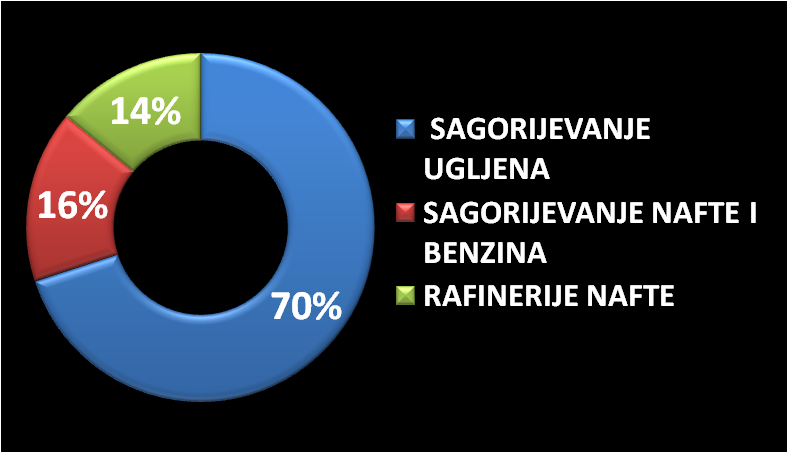 14%
16%
70%
SAGORIJEVANJE
UGLJENA
SAGORIJEVANJE NAFTE I
BENZINA
RAFINERIJE NAFTE